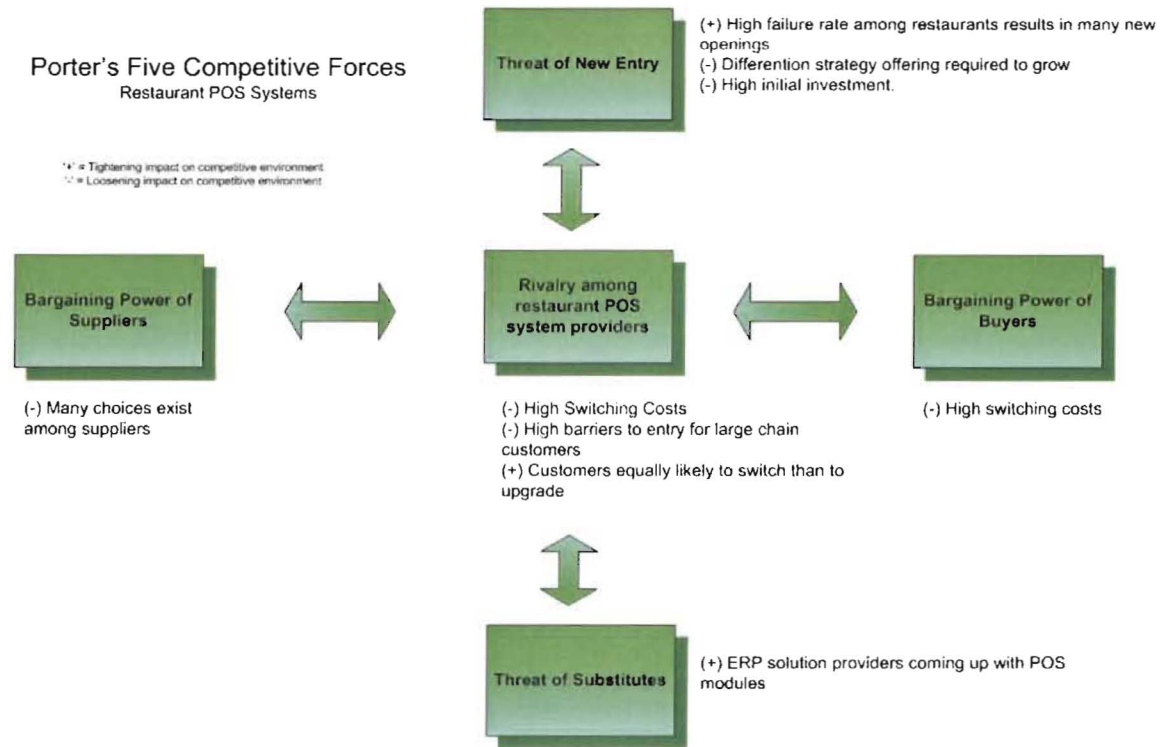 Porter's Five Competitive Forces
Restaurant POS Systems
'+' = Tightening impact on competitive environment
'-' = Loosening impact on competitive environment
Threat of New Entry
(+) High failure rate among restaurants results in many new
openings
(-) Differention strategy offering required to grow
(-) High initial investment.
Bargaining Power of
Suppliers
(-) Many choices exist
among suppliers
Rivalry among
restaurant POS
system providers
(-) High Switching Costs
(-) High barriers to entry for large chain
customers
(+) Customers equally likely to switch than to
upgrade
Bargaining Power of
Buyers
(-) High switching costs
Threat of Substitutes
(+) ERP solution providers coming up with POS
modules